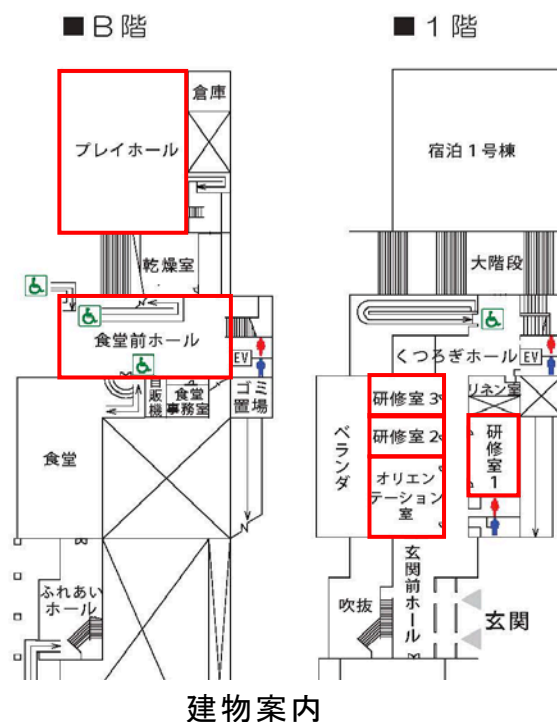 ■B階
倉庫
プレイホール
乾燥室
食堂前ホール
EV
自販機
食堂
事務室
ゴミ置場
食堂
ふれあい
ホール
■1階
宿泊1号棟
大階段
くつろぎホール
EV
研修室3
リネン室
研修室2
研修室1
ベランダ
オリエン
テーション
室
玄関前ホール
吹抜
玄関
建物案内